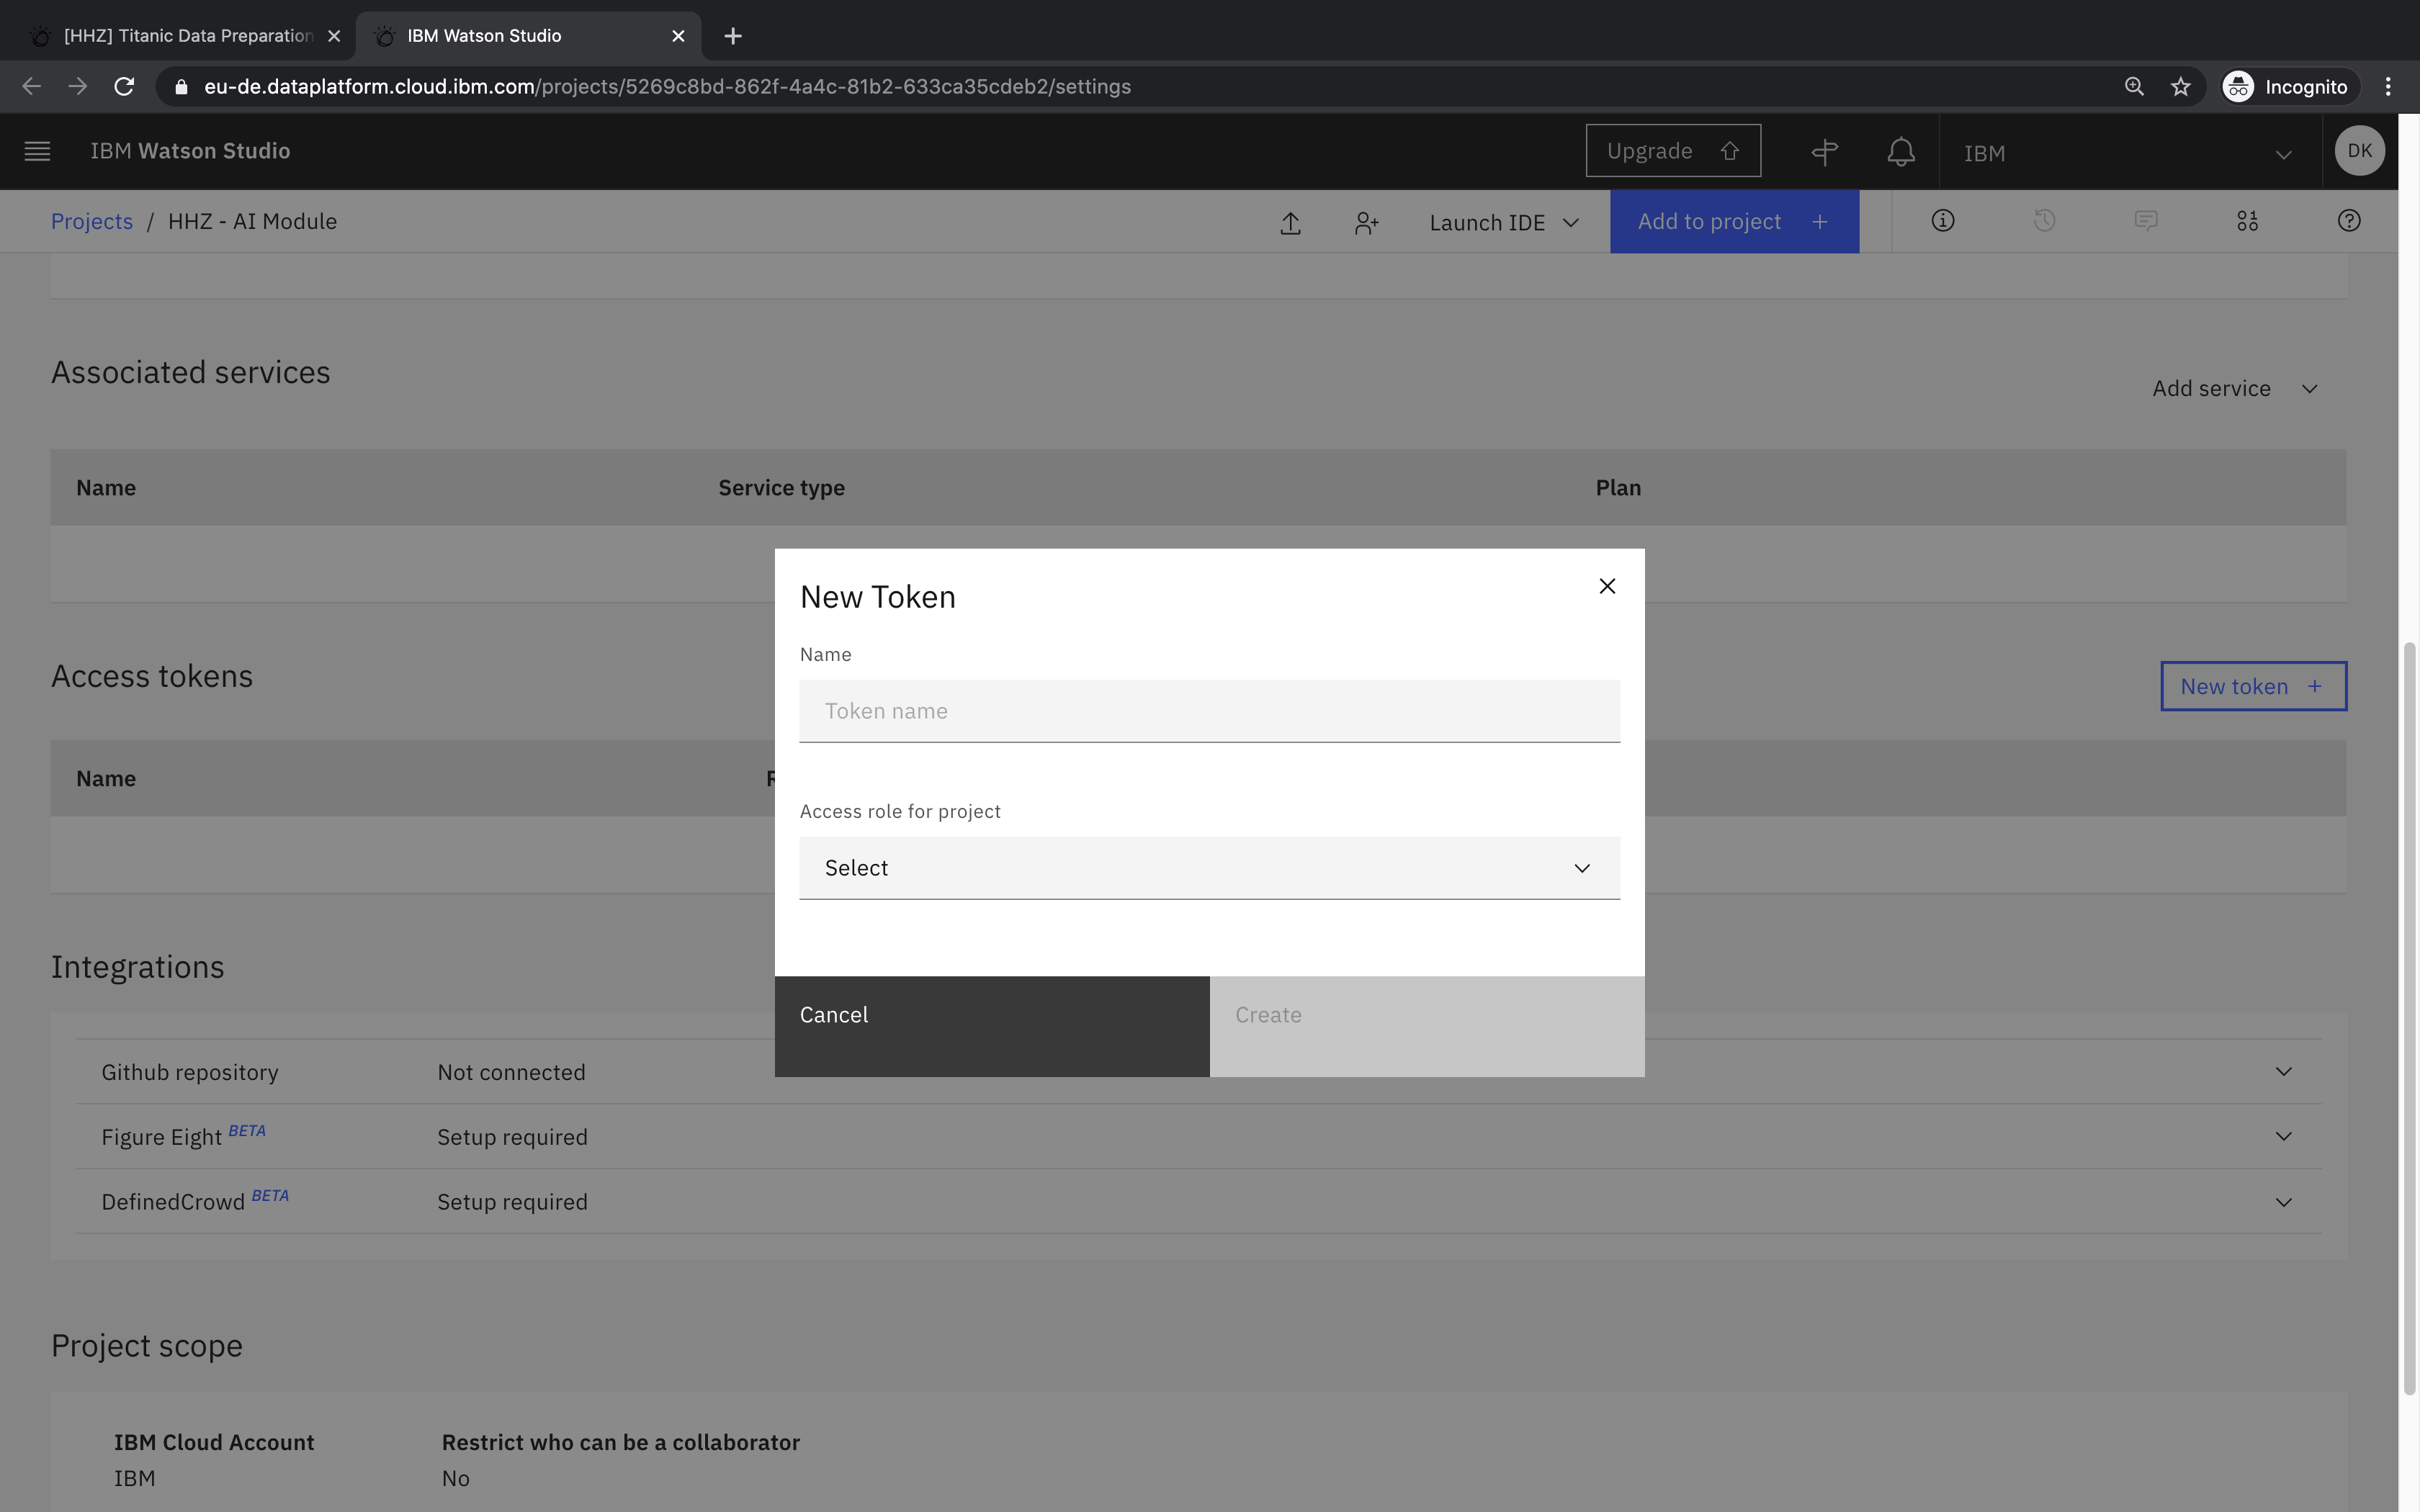 [HHZ] Titanic Data Preparation
IBM Watson Studio
eu-de.dataplatform.cloud.ibm.com/projects/5269c8bd-862f-4a4c-81b2-633ca35cdeb2/settings
Incognito
IBM Watson Studio
Upgrade
IBM
DK
Projects / HHZ - AI Module
Launch IDE
Add to project +
Associated services
Add service
Name
Service type
Plan
New Token
Name
Token name
Access tokens
New token +
Name
Access role for project
Select
Integrations
Cancel
Create
Github repository
Not connected
Figure Eight BETA
Setup required
DefinedCrowd BETA
Setup required
Project scope
IBM Cloud Account
Restrict who can be a collaborator
IBM
No